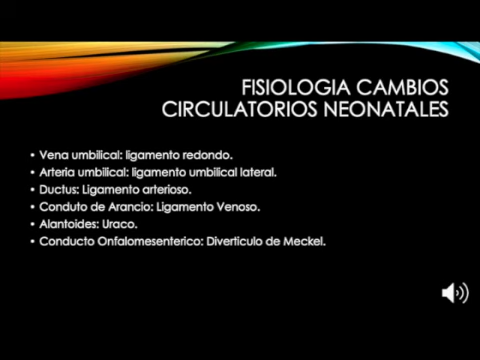 FISIOLOGIA CAMBIOS
CIRCULATORIOS NEONATALES
• Vena umbilical: ligamento redondo.
• Arteria umbilical: ligamento umbilical lateral.
• Ductus: Ligamento arterioso.
• Conduto de Arancio: Ligamento Venoso.
• Alantoides: Uraco.
• Conducto Onfalomesenterico: Diverticulo de Meckel.